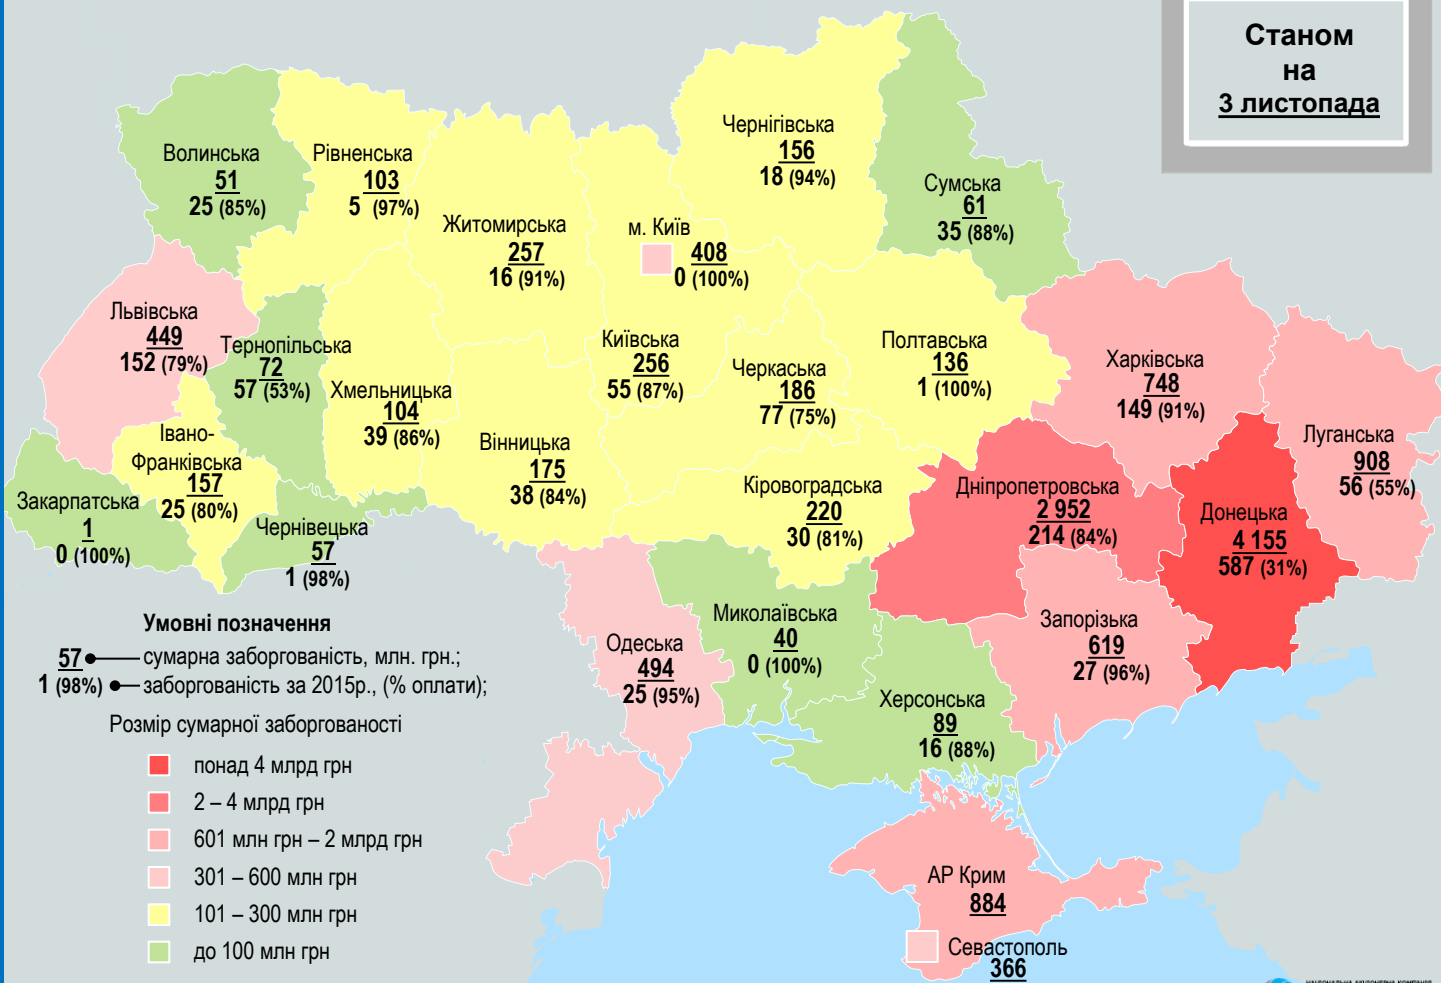 Станом
на
3 листопада
Волинська
51
25 (85%)
Рівненська
103
5 (97%)
Житомирська
257
16 (91%)
м. Київ
408
0 (100%)
Чернігівська
156
18 (94%)
Сумська
61
35 (88%)
Львівська
449
152 (79%)
Тернопільська
72
57 (53%)
Хмельницька
104
39 (86%)
Вінницька
175
38 (84%)
Київська
256
55 (87%)
Черкаська
186
77 (75%)
Полтавська
136
1 (100%)
Харківська
748
149 (91%)
Луганська
908
56 (55%)
Івано-
Франківська
157
25 (80%)
Закарпатська
1
0 (100%)
Чернівецька
57
1 (98%)
Кіровоградська
220
30 (81%)
Дніпропетровська
2 952
214 (84%)
Донецька
4 155
587 (31%)
Одеська
494
25 (95%)
Миколаївська
40
0 (100%)
Запорізька
619
27 (96%)
Херсонська
89
16 (88%)
АР Крим
884
Севастополь
366
Умовні позначення
57 сумарна заборгованість, млн. грн.;
1 (98%) заборгованість за 2015р., (% оплати);
Розмір сумарної заборгованості
понад 4 млрд грн
2 – 4 млрд грн
601 млн грн – 2 млрд грн
301 – 600 млн грн
101 – 300 млн грн
до 100 млн грн